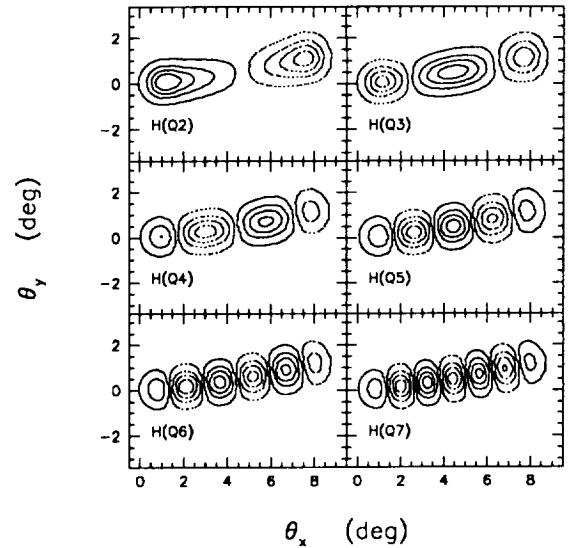 2
0
-2
H(Q2)
H(Q3)
2
0
-2
H(Q4)
H(Q5)
2
0
-2
H(Q6)
H(Q7)
0 2 4 6 8 0 2 4 6 8
θy (deg)
θx (deg)